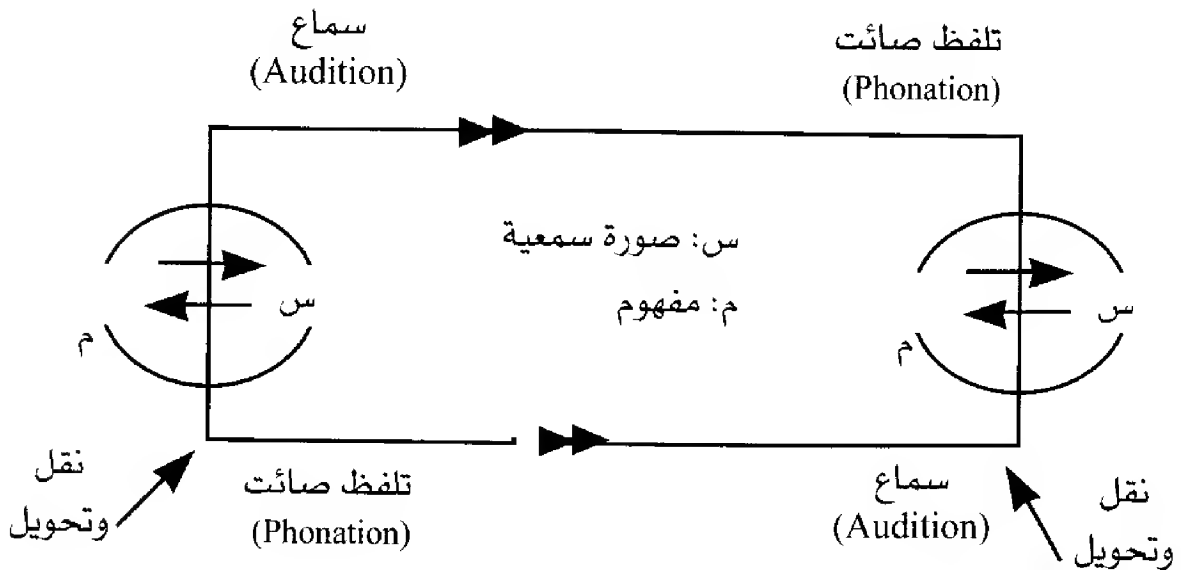 تلفظ صائت
(Phonation)
سماع
(Audition)
س: صورة سمعية
م: مفهوم
س
م
س
م
نقل
وتحويل
سماع
(Audition)
تلفظ صائت
(Phonation)
نقل
وتحويل